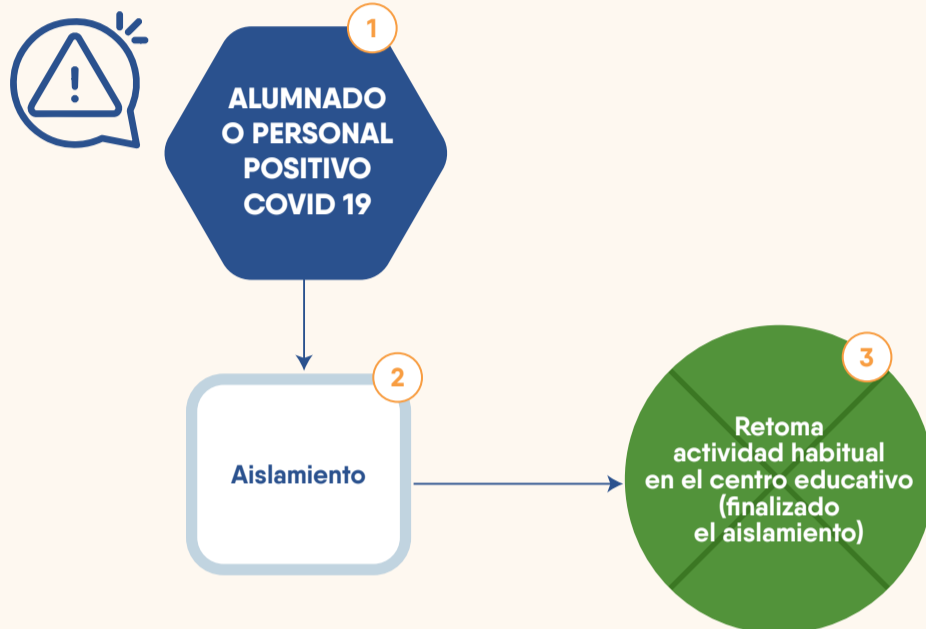 1
ALUMNADO
O PERSONAL
POSITIVO
COVID 19
2
Aislamiento
3
Retoma
actividad habitual
en el centro educativo
(finalizado
el aislamiento)